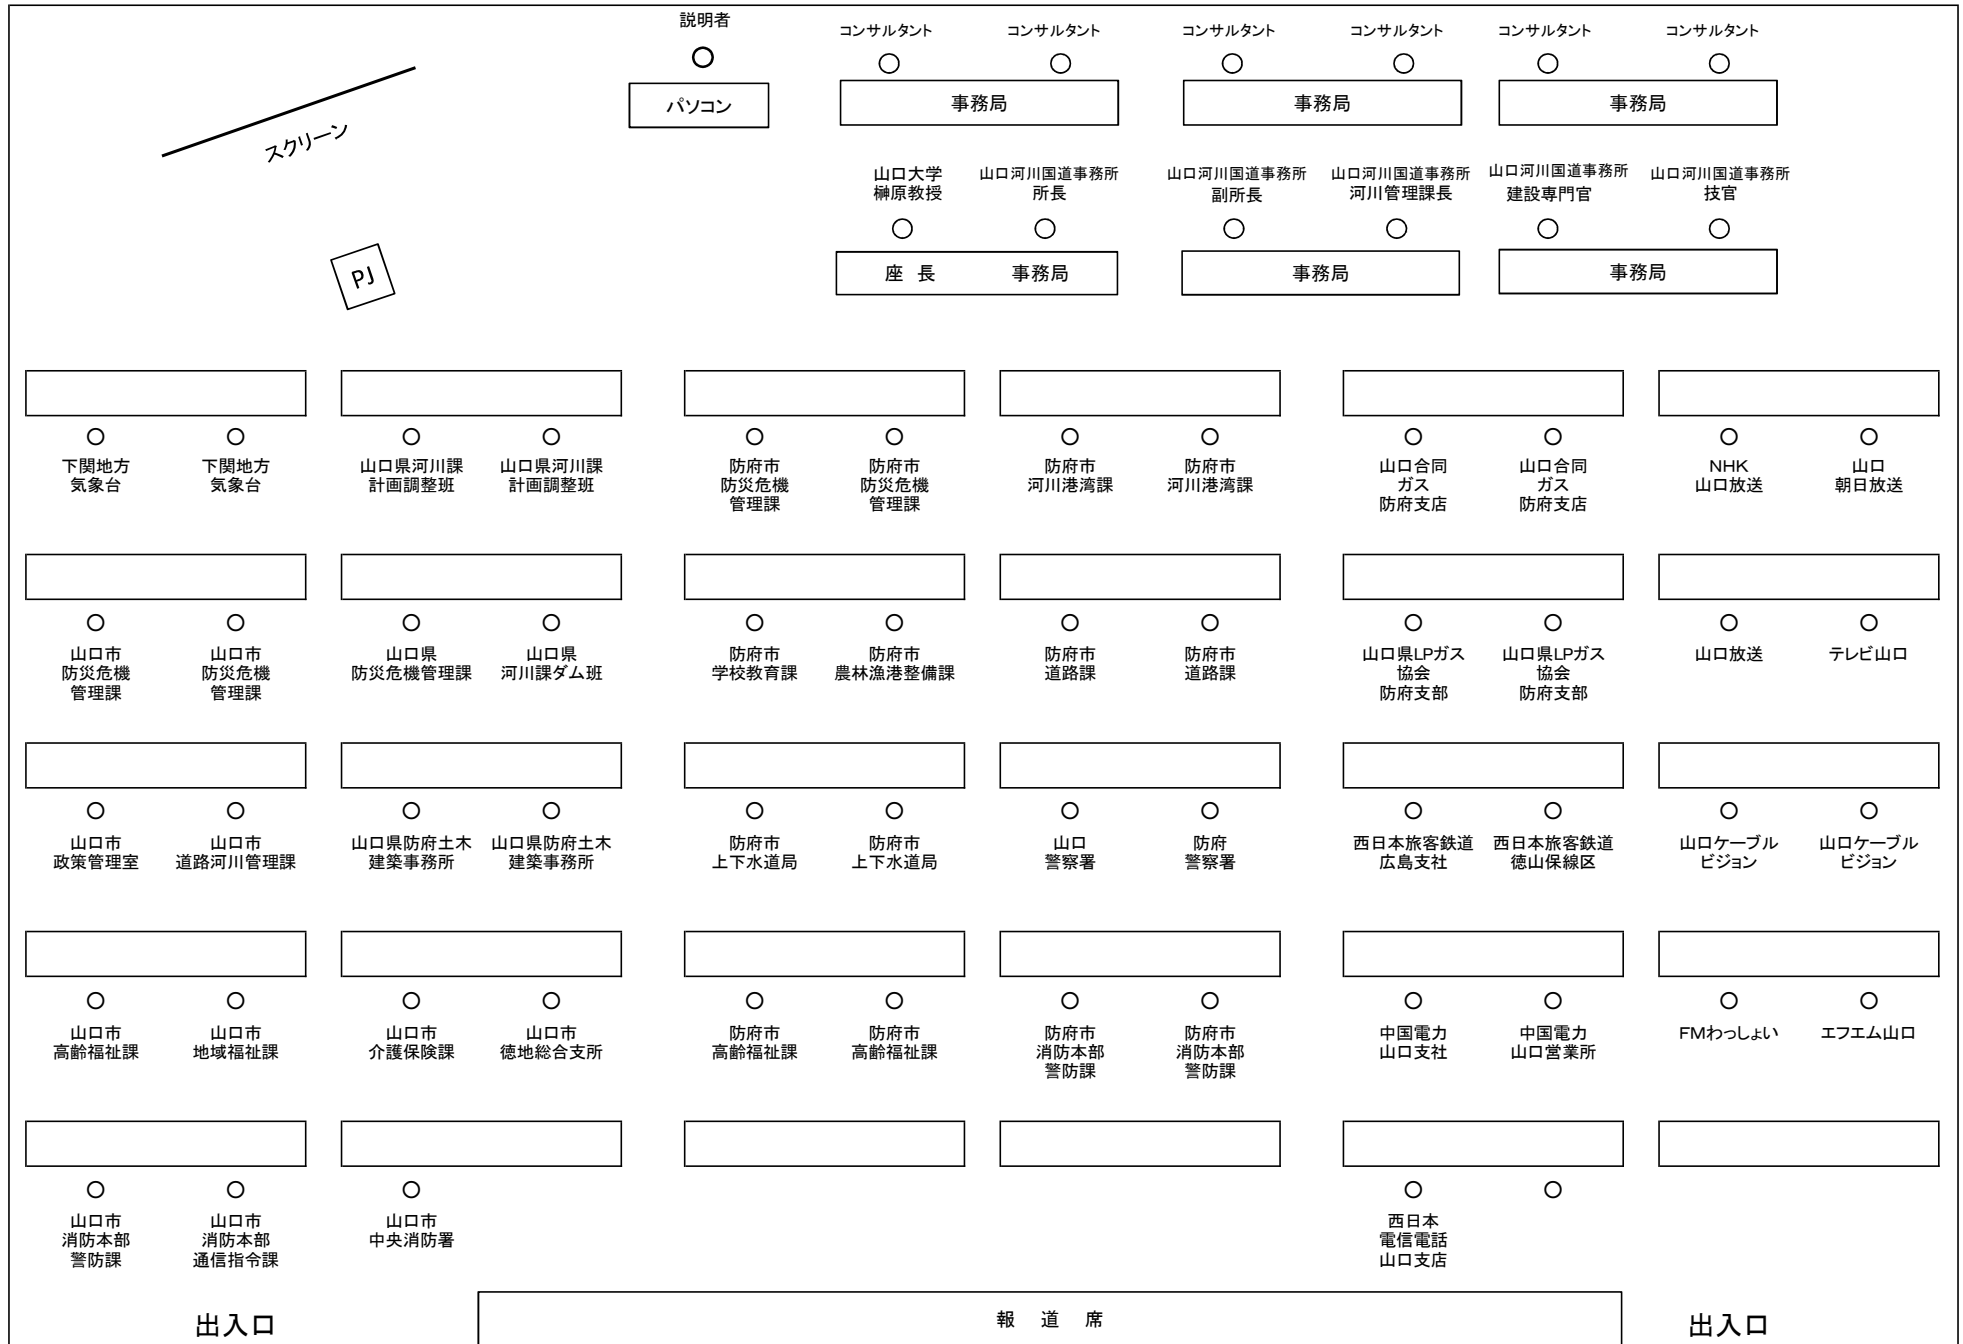 説明者
コンサルタント
コンサルタント
コンサルタント
コンサルタント
コンサルタント
コンサルタント
パソコン
事務局
事務局
事務局
スクリーン
山口大学
榊原教授
山口河川国道事務所
所長
山口河川国道事務所
副所長
山口河川国道事務所
河川管理課長
山口河川国道事務所
建設専門官
山口河川国道事務所
技官
PJ
座 長
事務局
事務局
事務局
下関地方
気象台
下関地方
気象台
山口県河川課
計画調整班
山口県河川課
計画調整班
防府市
防災危機
管理課
防府市
防災危機
管理課
防府市
河川港湾課
防府市
河川港湾課
山口合同
ガス
防府支店
山口合同
ガス
防府支店
NHK
山口放送
山口
朝日放送
山口市
防災危機
管理課
山口市
防災危機
管理課
山口県
防災危機管理課
山口県
河川課ダム班
防府市
学校教育課
防府市
農林漁港整備課
防府市
道路課
防府市
道路課
山口県LPガス
協会
防府支部
山口県LPガス
協会
防府支部
山口放送
テレビ山口
山口市
政策管理室
山口市
道路河川管理課
山口県防府土木
建築事務所
山口県防府土木
建築事務所
防府市
上下水道局
防府市
上下水道局
山口
警察署
防府
警察署
西日本旅客鉄道
広島支社
西日本旅客鉄道
徳山保線区
山口ケーブル
ビジョン
山口ケーブル
ビジョン
山口市
高齢福祉課
山口市
地域福祉課
山口市
介護保険課
山口市
徳地総合支所
防府市
高齢福祉課
防府市
高齢福祉課
防府市
消防本部
警防課
防府市
消防本部
警防課
中国電力
山口支社
中国電力
山口営業所
FMわっしょい
エフエム山口
山口市
消防本部
警防課
山口市
消防本部
通信指令課
山口市
中央消防署
西日本
電信電話
山口支店
出入口
報 道 席
出入口